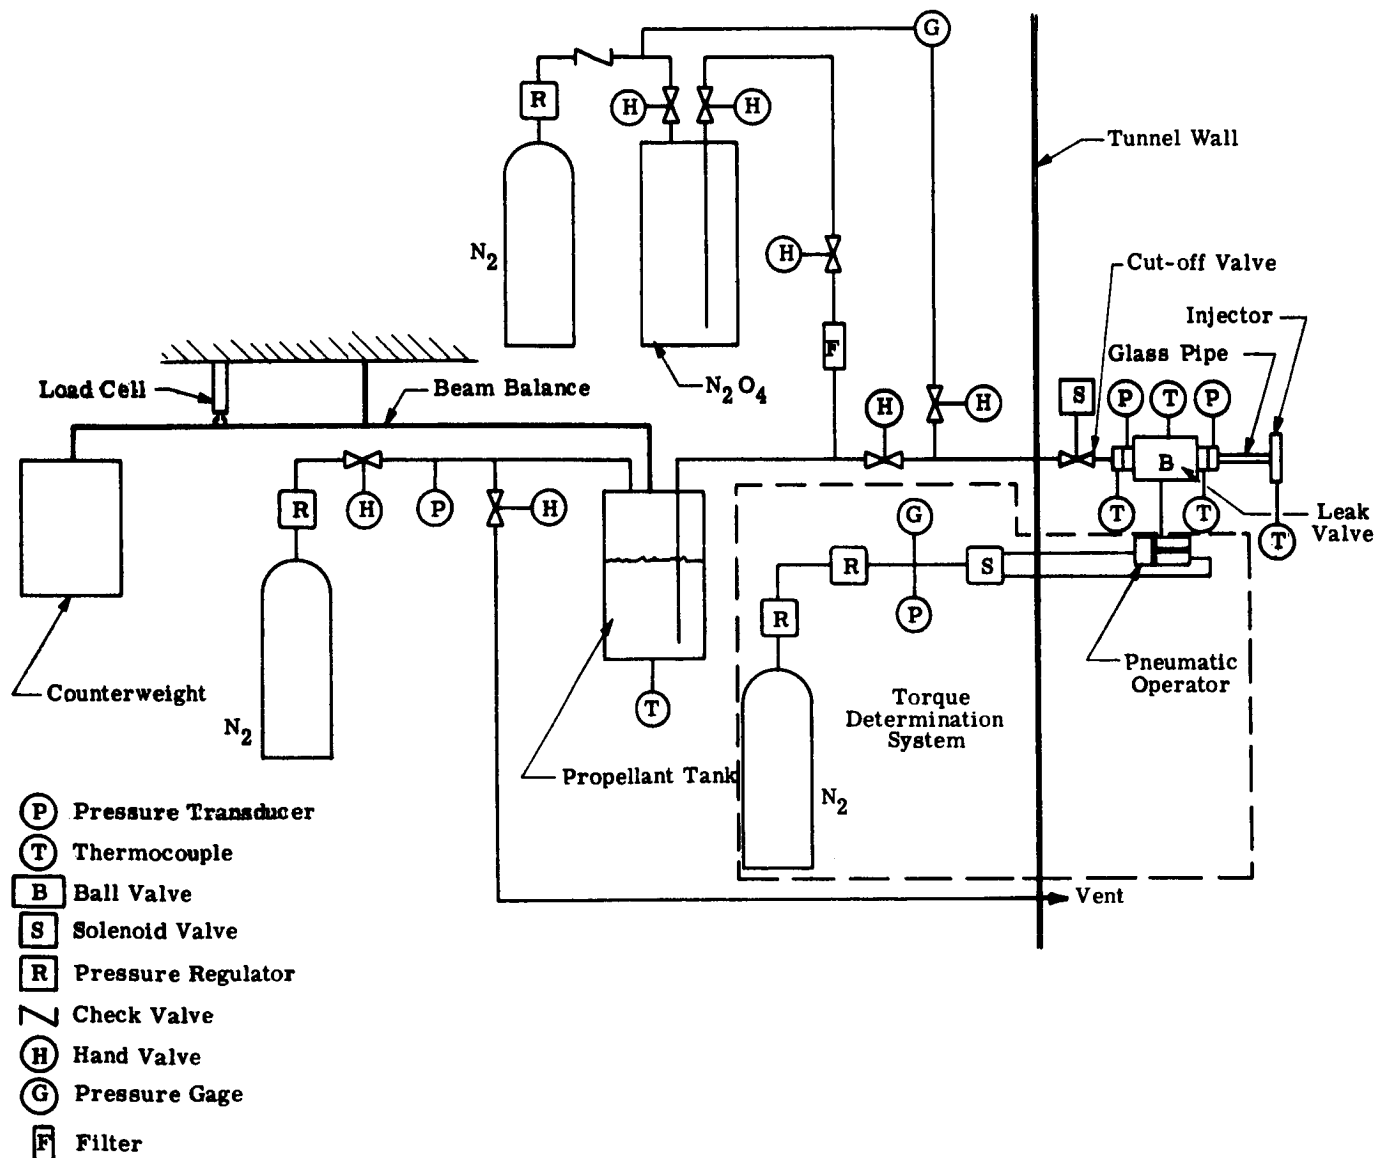 G
R
H
H
Tunnel Wall
N2
H
Cut-off Valve
Injector
F
Glass Pipe
Load Cell
Beam Balance
N2O4
S
P
T
P
H
H
B
R
H
P
H
G
T
T
Leak
Valve
T
R
S
P
R
Counterweight
Pneumatic
Operator
N2
T
Torque
Determination
System
Propellant Tank
N2
P Pressure Transducer
T Thermocouple
B Ball Valve
Vent
S Solenoid Valve
R Pressure Regulator
Check Valve
H Hand Valve
G Pressure Gage
F Filter